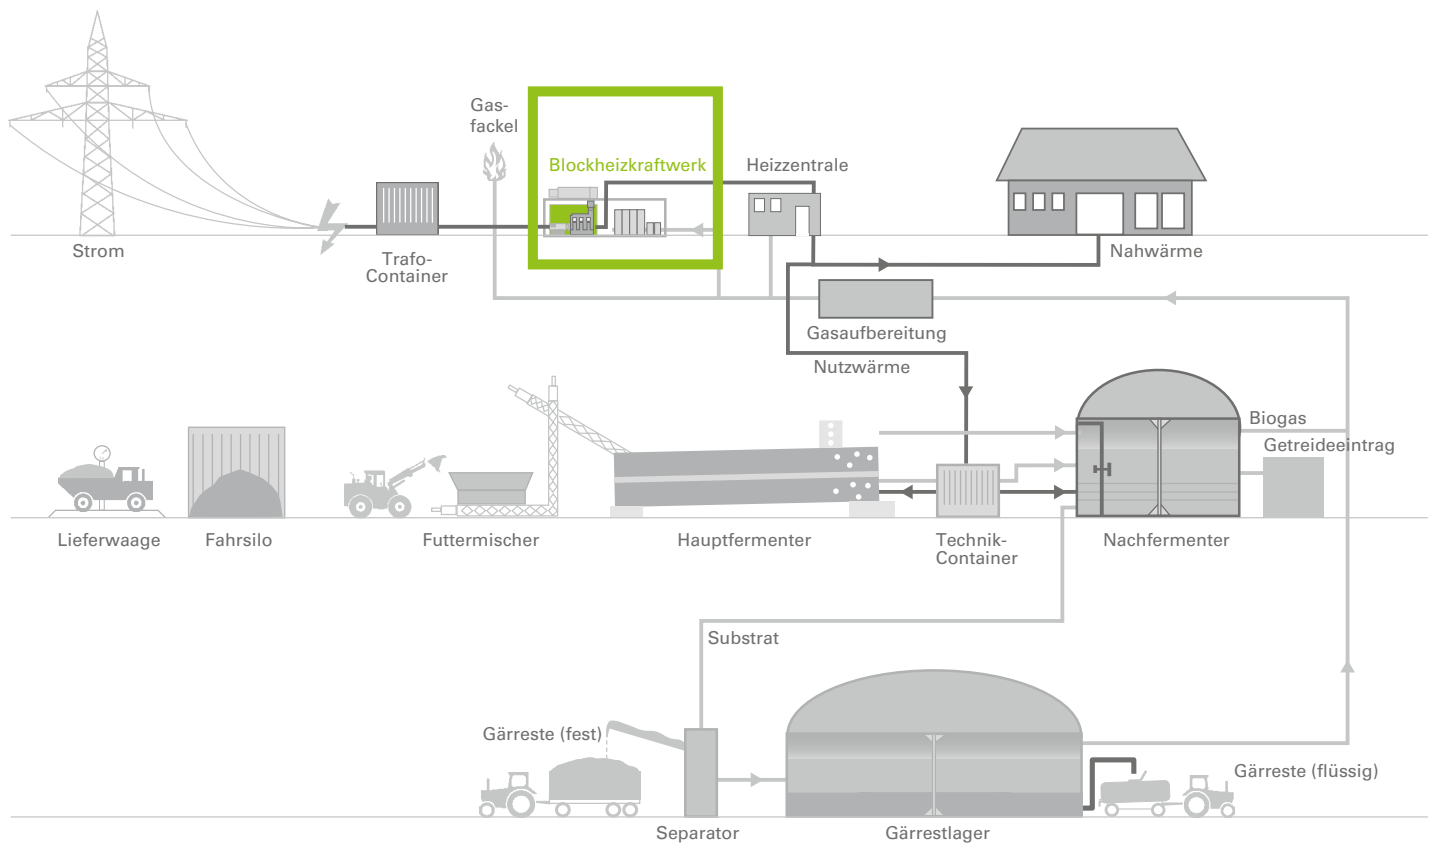 Gas-
fackel
Blockheizkraftwerk
Heizzentrale
Strom
Trafo-
Container
Nahwärme
Gasaufbereitung
Nutzwärme
Biogas
Getreideeintrag
Lieferwaage
Fahrsilo
Futtermischer
Hauptfermenter
Technik-
Container
Nachfermenter
Substrat
Gärreste (fest)
Gärreste (flüssig)
Separator
Gärrestlager